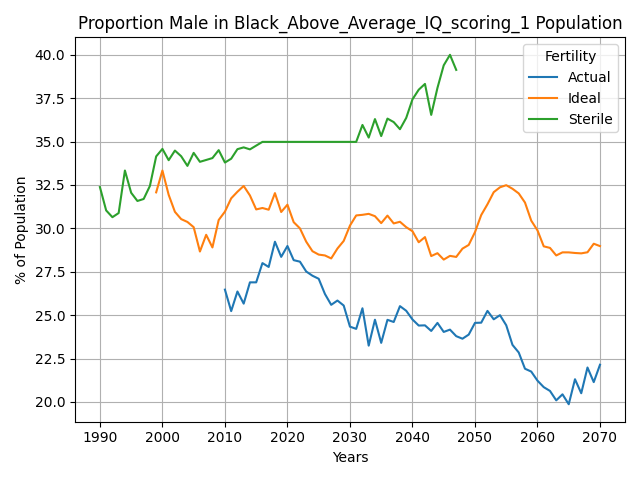 Proportion Male in Black_Above_Average_IQ_scoring_1 Population
40.0
37.5
35.0
32.5
30.0
27.5
25.0
22.5
20.0
% of Population
Fertility
Actual
Ideal
Sterile
1990 2000 2010 2020 2030 2040 2050 2060 2070
Years